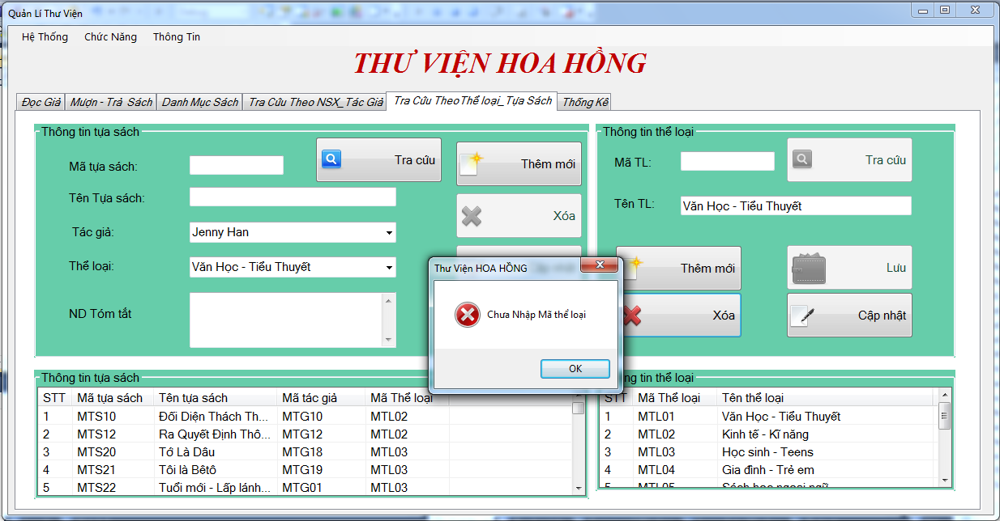 Quản Lí Thư Viện
Hệ Thống Chức Năng Thông Tin
THƯ VIỆN HOA HỒNG
Đọc Giả Mượn - Trả Sách Danh Mục Sách Tra Cứu Theo NSX_Tác Giả Tra Cứu TheoThể loại_Tựa Sách Thống Kê
Thông tin tựa sách
Mã tựa sách:
Tra cứu
Thêm mới
Tên Tựa sách:
Xóa
Tác giả: Jenny Han
Thể loại: Văn Học - Tiểu Thuyết
ND Tóm tắt
Thông tin thể loại
Mã TL:
Tra cứu
Tên TL: Văn Học - Tiểu Thuyết
Thêm mới Lưu
Xóa Cập nhật
Thư Viện HOA HỒNG
Chưa Nhập Mã thể loại
OK
Thông tin tựa sách
STT Mã tựa sách Tên tựa sách Mã tác giả Mã Thể loại
1 MTS10 Đối Diện Thách Th... MTG10 MTL02
2 MTS12 Ra Quyết Định Thô... MTG12 MTL02
3 MTS20 Tớ Là Dâu MTG18 MTL03
4 MTS21 Tôi là Bêtô MTG19 MTL03
5 MTS22 Tuổi mới - Lấp lánh... MTG01 MTL03
tin thể loại
STT Mã Thể loại Tên thể loại
1 MTL01 Văn Học - Tiểu Thuyết
2 MTL02 Kinh tế - Kĩ năng
3 MTL03 Học sinh - Teens
4 MTL04 Gia đình - Trẻ em
5 MTL05 Sách học ngoại ngữ